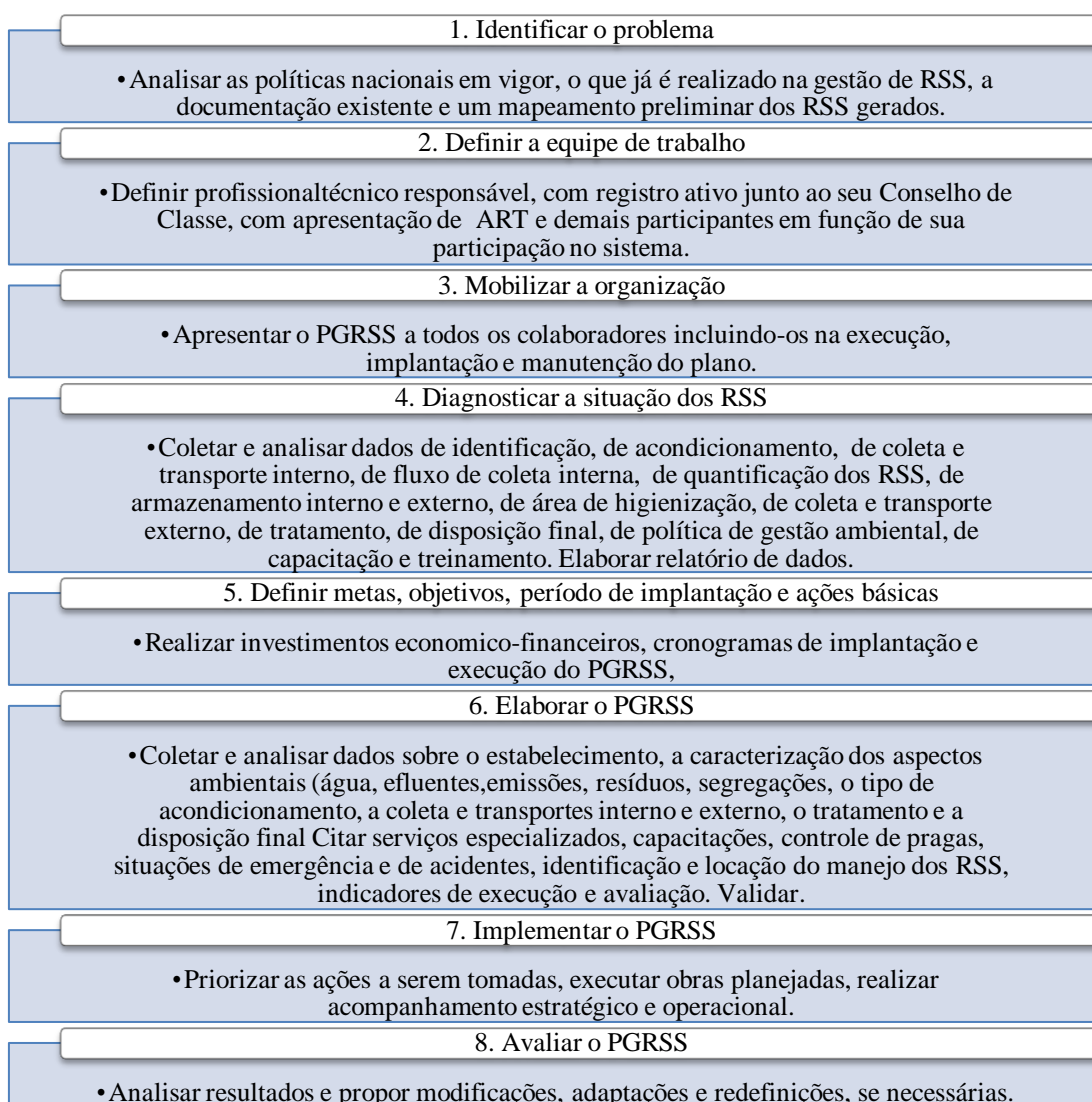 1. Identificar o problema
•Analisar as políticas nacionais em vigor, o que já é realizado na gestão de RSS, a
documentação existente e um mapeamento preliminar dos RSS gerados.
2. Definir a equipe de trabalho
•Definir profissionaltécnico responsável, com registro ativo junto ao seu Conselho de
Classe, com apresentação de ART e demais participantes em função de sua
participação no sistema.
3. Mobilizar a organização
•Apresentar o PGRSS a todos os colaboradores incluindo-os na execução,
implantação e manutenção do plano.
4. Diagnosticar a situação dos RSS
•Coletar e analisar dados de identificação, de acondicionamento, de coleta e
transporte interno, de fluxo de coleta interna, de quantificação dos RSS, de
armazenamento interno e externo, de área de higienização, de coleta e transporte
externo, de tratamento, de disposição final, de política de gestão ambiental, de
capacitação e treinamento. Elaborar relatório de dados.
5. Definir metas, objetivos, período de implantação e ações básicas
•Realizar investimentos economico-financeiros, cronogramas de implantação e
execução do PGRSS,
6. Elaborar o PGRSS
•Coletar e analisar dados sobre o estabelecimento, a caracterização dos aspectos
ambientais (água, efluentes,emissões, resíduos, segregações, o tipo de
acondicionamento, a coleta e transportes interno e externo, o tratamento e a
disposição final Citar serviços especializados, capacitações, controle de pragas,
situações de emergência e de acidentes, identificação e locação do manejo dos RSS,
indicadores de execução e avaliação. Validar.
7. Implementar o PGRSS
•Priorizar as ações a serem tomadas, executar obras planejadas, realizar
acompanhamento estratégico e operacional.
8. Avaliar o PGRSS
•Analisar resultados e propor modificações, adaptações e redefinições, se necessárias.